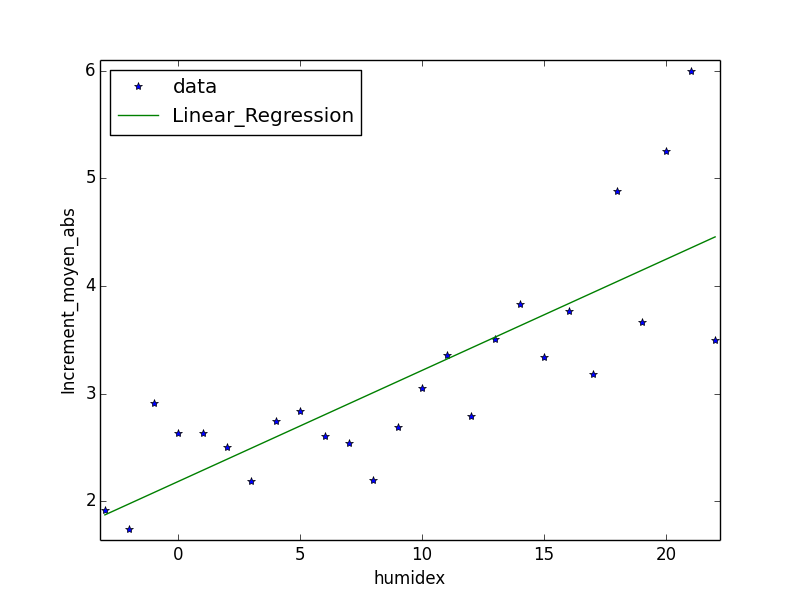 data
Linear_Regression
6
5
4
3
2
Increment_moyen_abs
0 5 10 15 20
humidex